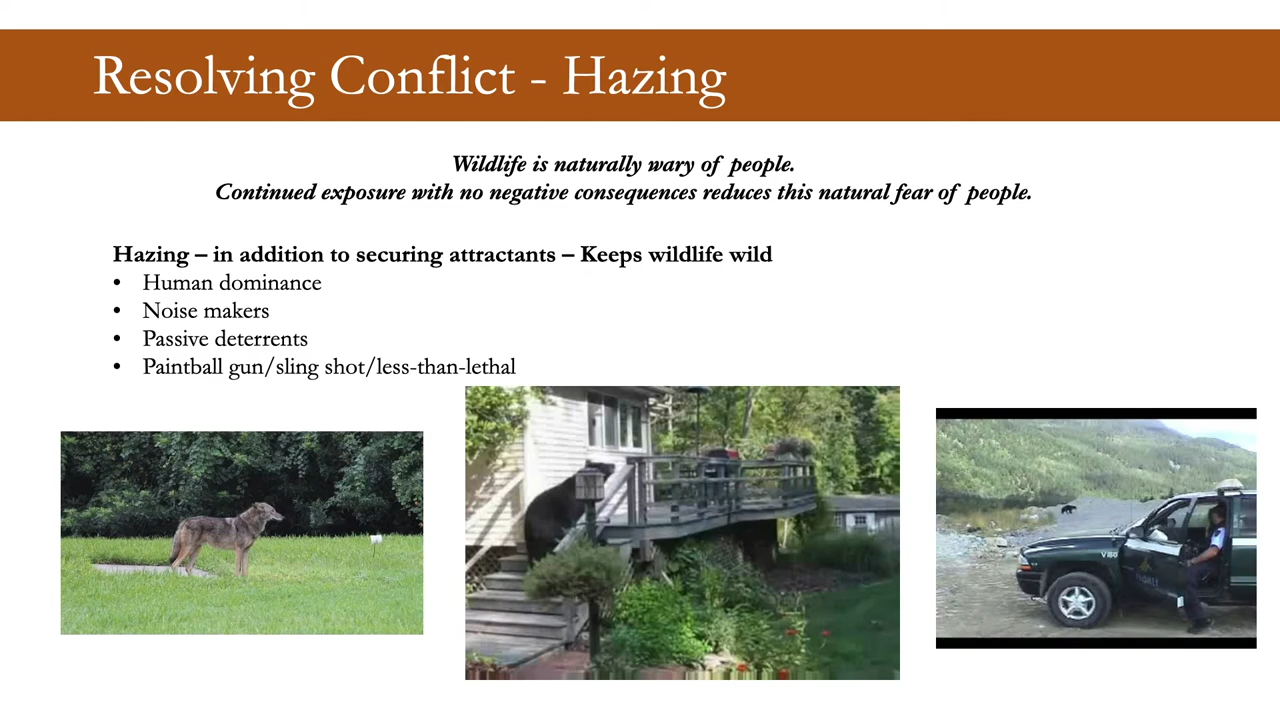 Resolving Conflict - Hazing
Wildlife is naturally wary of people.
Continued exposure with no negative consequences reduces this natural fear of people.
Hazing – in addition to securing attractants – Keeps wildlife wild
• Human dominance
• Noise makers
• Passive deterrents
• Paintball gun/sling shot/less-than-lethal